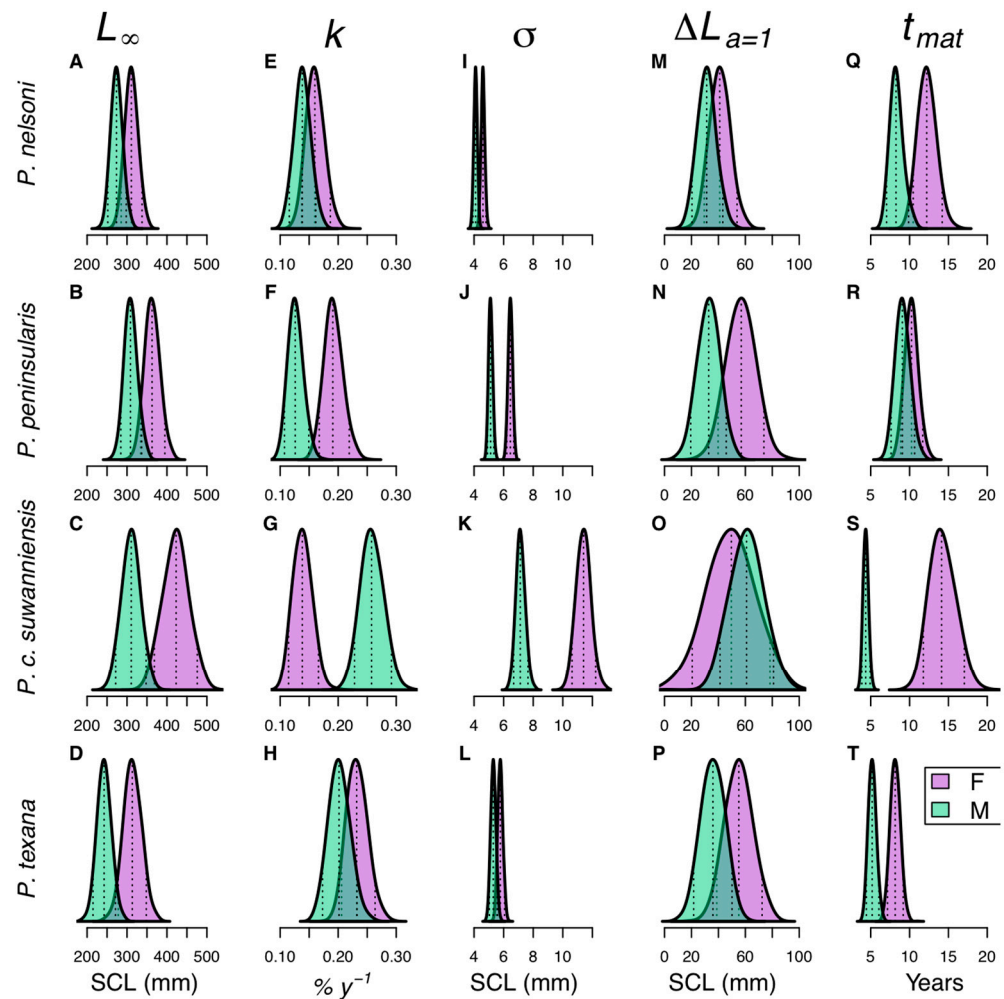 L∞ k σ ΔLa=1 tmat
P. nelsoni
A E I M Q
200 300 400 500 0.10 0.20 0.30 4 6 8 10 0 20 60 100 5 10 15 20
P. peninsularis
B F J N R
200 300 400 500 0.10 0.20 0.30 4 6 8 10 0 20 60 100 5 10 15 20
P. c. suwanniensis
C G K O S
200 300 400 500 0.10 0.20 0.30 4 6 8 10 0 20 60 100 5 10 15 20
P. texana
D H L P T
F
M
200 300 400 500 0.10 0.20 0.30 4 6 8 10 0 20 60 100 5 10 15 20
SCL (mm) % y⁻¹ SCL (mm) SCL (mm) Years